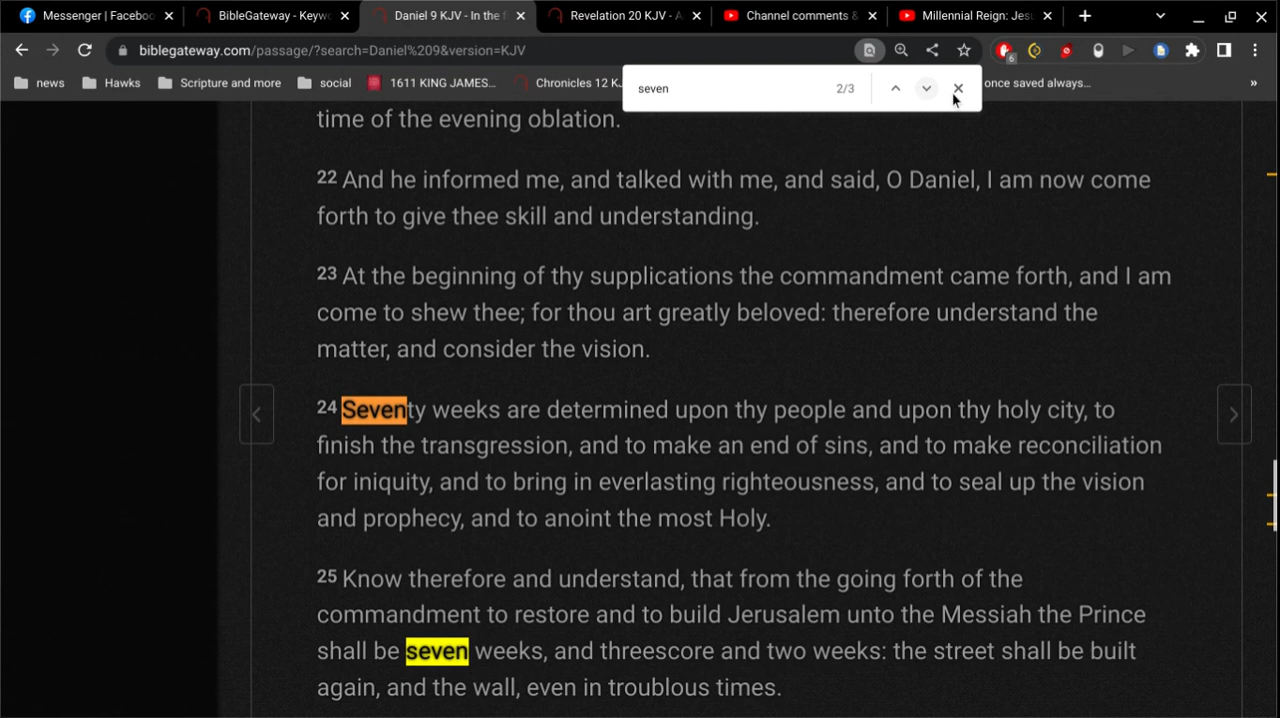 Messenger | Faceboo
BibleGateway - Keyw
Daniel 9 KJV - In the f
Revelation 20 KJV - A
Channel comments &
Millennial Reign: Jesu
biblegateway.com/passage/?search=Daniel%209&version=KJV
6
news
Hawks
Scripture and more
social
1611 KING JAMES...
Chronicles 12 K
once saved always...
»
seven
2/3
time of the evening oblation.
22 And he informed me, and talked with me, and said, O Daniel, I am now come
forth to give thee skill and understanding.
23 At the beginning of thy supplications the commandment came forth, and I am
come to shew thee; for thou art greatly beloved: therefore understand the
matter, and consider the vision.
24 Seventy weeks are determined upon thy people and upon thy holy city, to
finish the transgression, and to make an end of sins, and to make reconciliation
for iniquity, and to bring in everlasting righteousness, and to seal up the vision
and prophecy, and to anoint the most Holy.
25 Know therefore and understand, that from the going forth of the
commandment to restore and to build Jerusalem unto the Messiah the Prince
shall be seven weeks, and threescore and two weeks: the street shall be built
again, and the wall, even in troublous times.